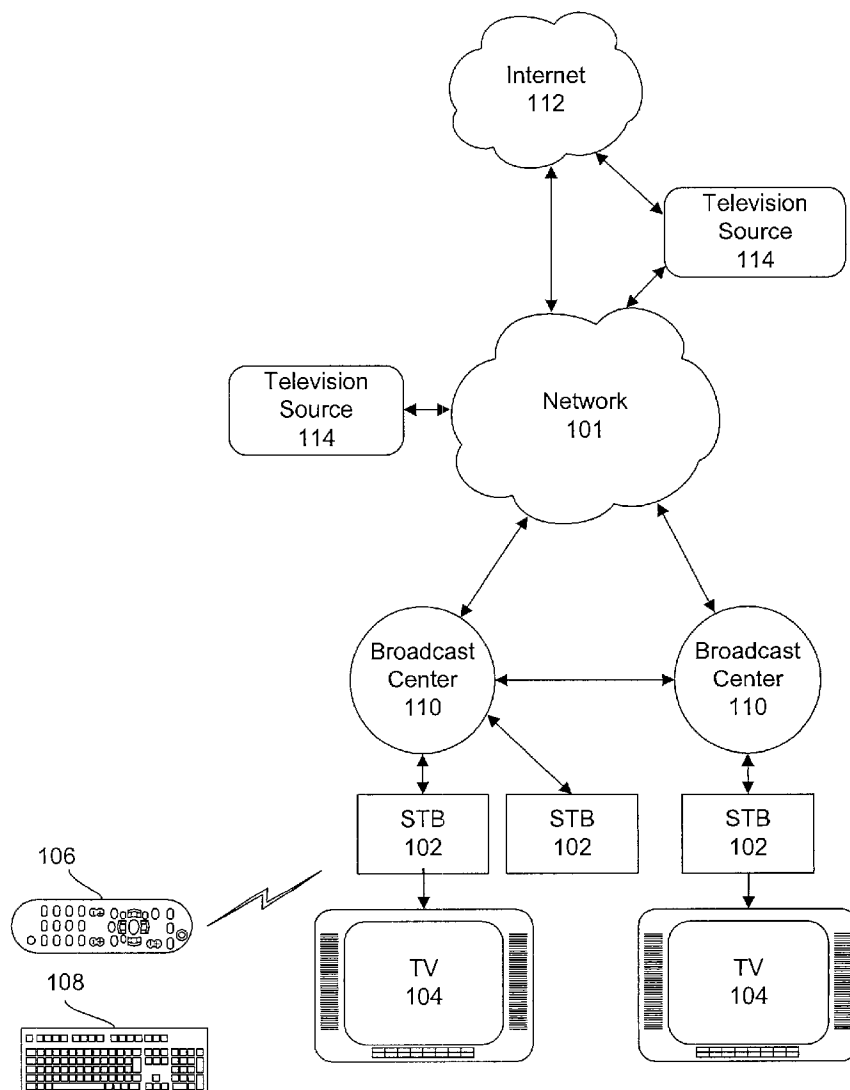 Internet
112
Television
Source
114
Television
Source
114
Network
101
Broadcast
Center
110
Broadcast
Center
110
STB
102
STB
102
STB
102
106
TV
104
TV
104
108